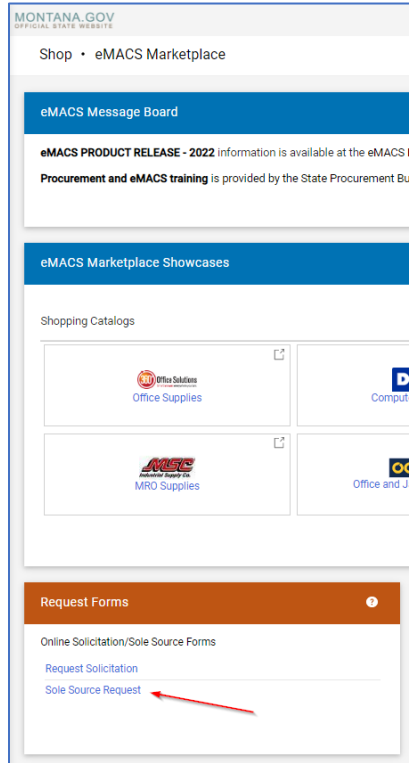 MONTANA.GOV
OFFICIAL STATE WEBSITE
Shop • eMACS Marketplace
eMACS Message Board
eMACS PRODUCT RELEASE - 2022 information is available at the eMACS
Procurement and eMACS training is provided by the State Procurement Bu
eMACS Marketplace Showcases
Shopping Catalogs
360 Office Solutions
Office Supplies
D
Compute
MSC
Industrial Supply Co.
MRO Supplies
Office and J
Request Forms
?
Online Solicitation/Sole Source Forms
Request Solicitation
Sole Source Request